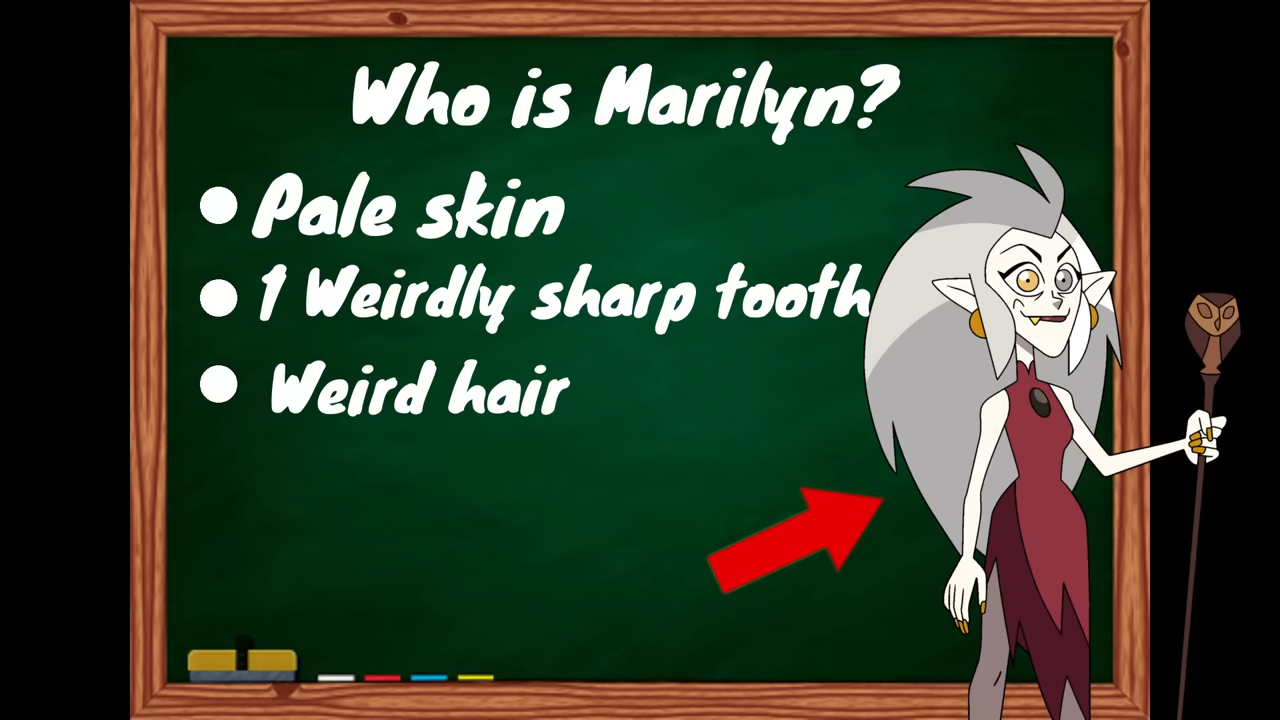 Who is Marilyn?
● Pale skin
● 1 Weirdly sharp tooth
● Weird hair